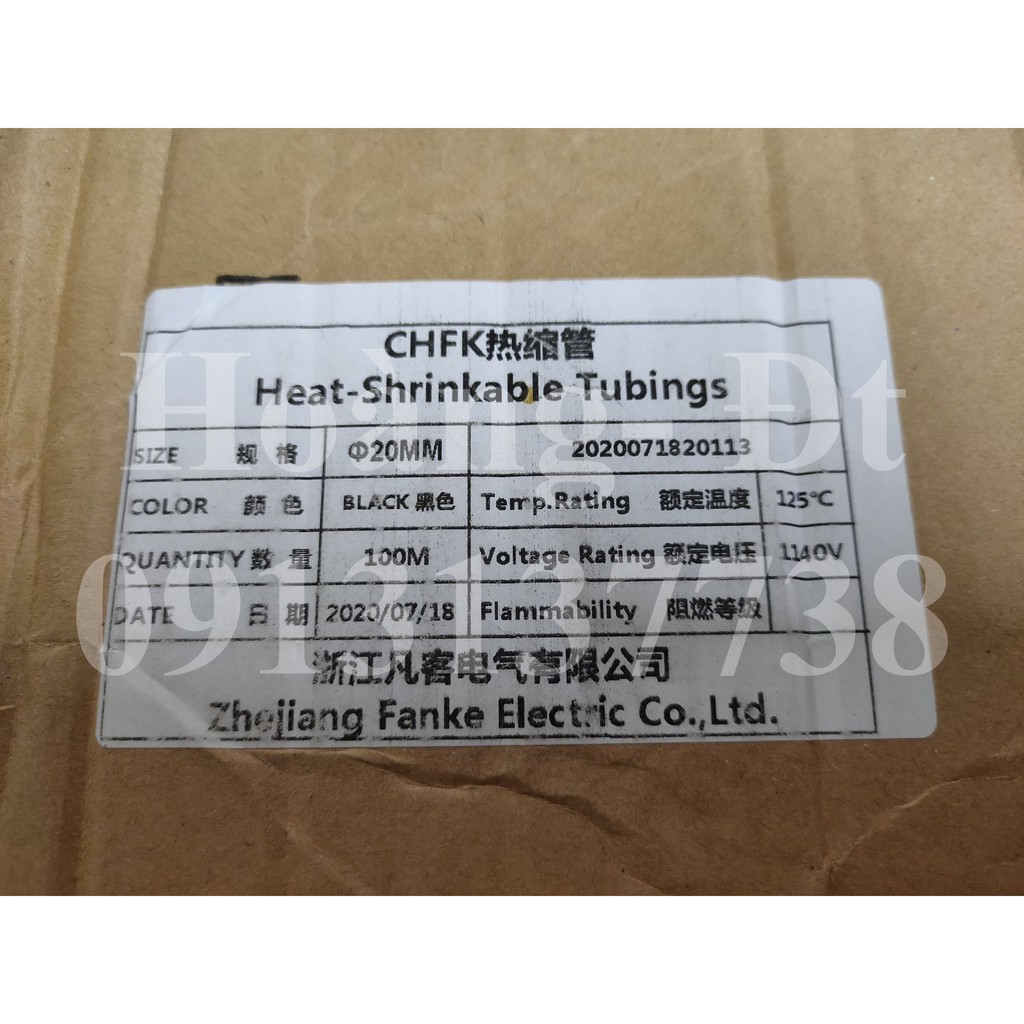 CHFK热缩管
Heat-Shrinkable Tubings
SIZE 规格 Φ20MM 2020071820113
COLOR 颜色 BLACK 黑色 Temp.Rating 额定温度 125℃
QUANTITY 数量 100M Voltage Rating 额定电压 1140V
DATE 日期 2020/07/18 Flammability 阻燃等级
浙江凡客电气有限公司
Zhejiang Fanke Electric Co.,Ltd.
Hoàng Đt
0913137738